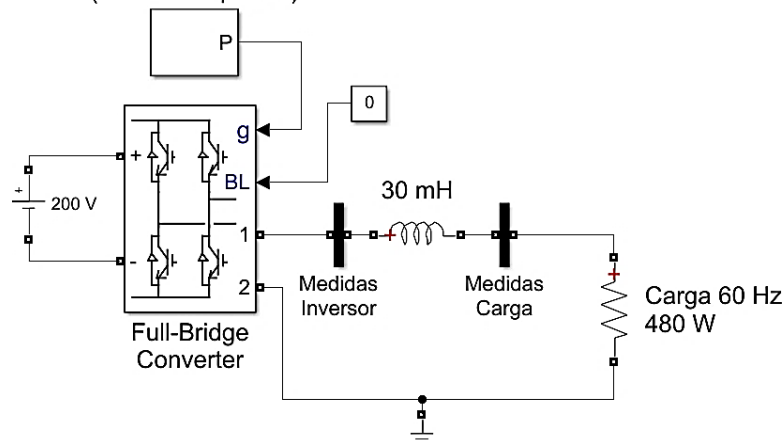 P
0
g
+
BL
30 mH
+
200 V
1
-
2
Medidas
Inversor
Medidas
Carga
Carga 60 Hz
480 W
Full-Bridge
Converter